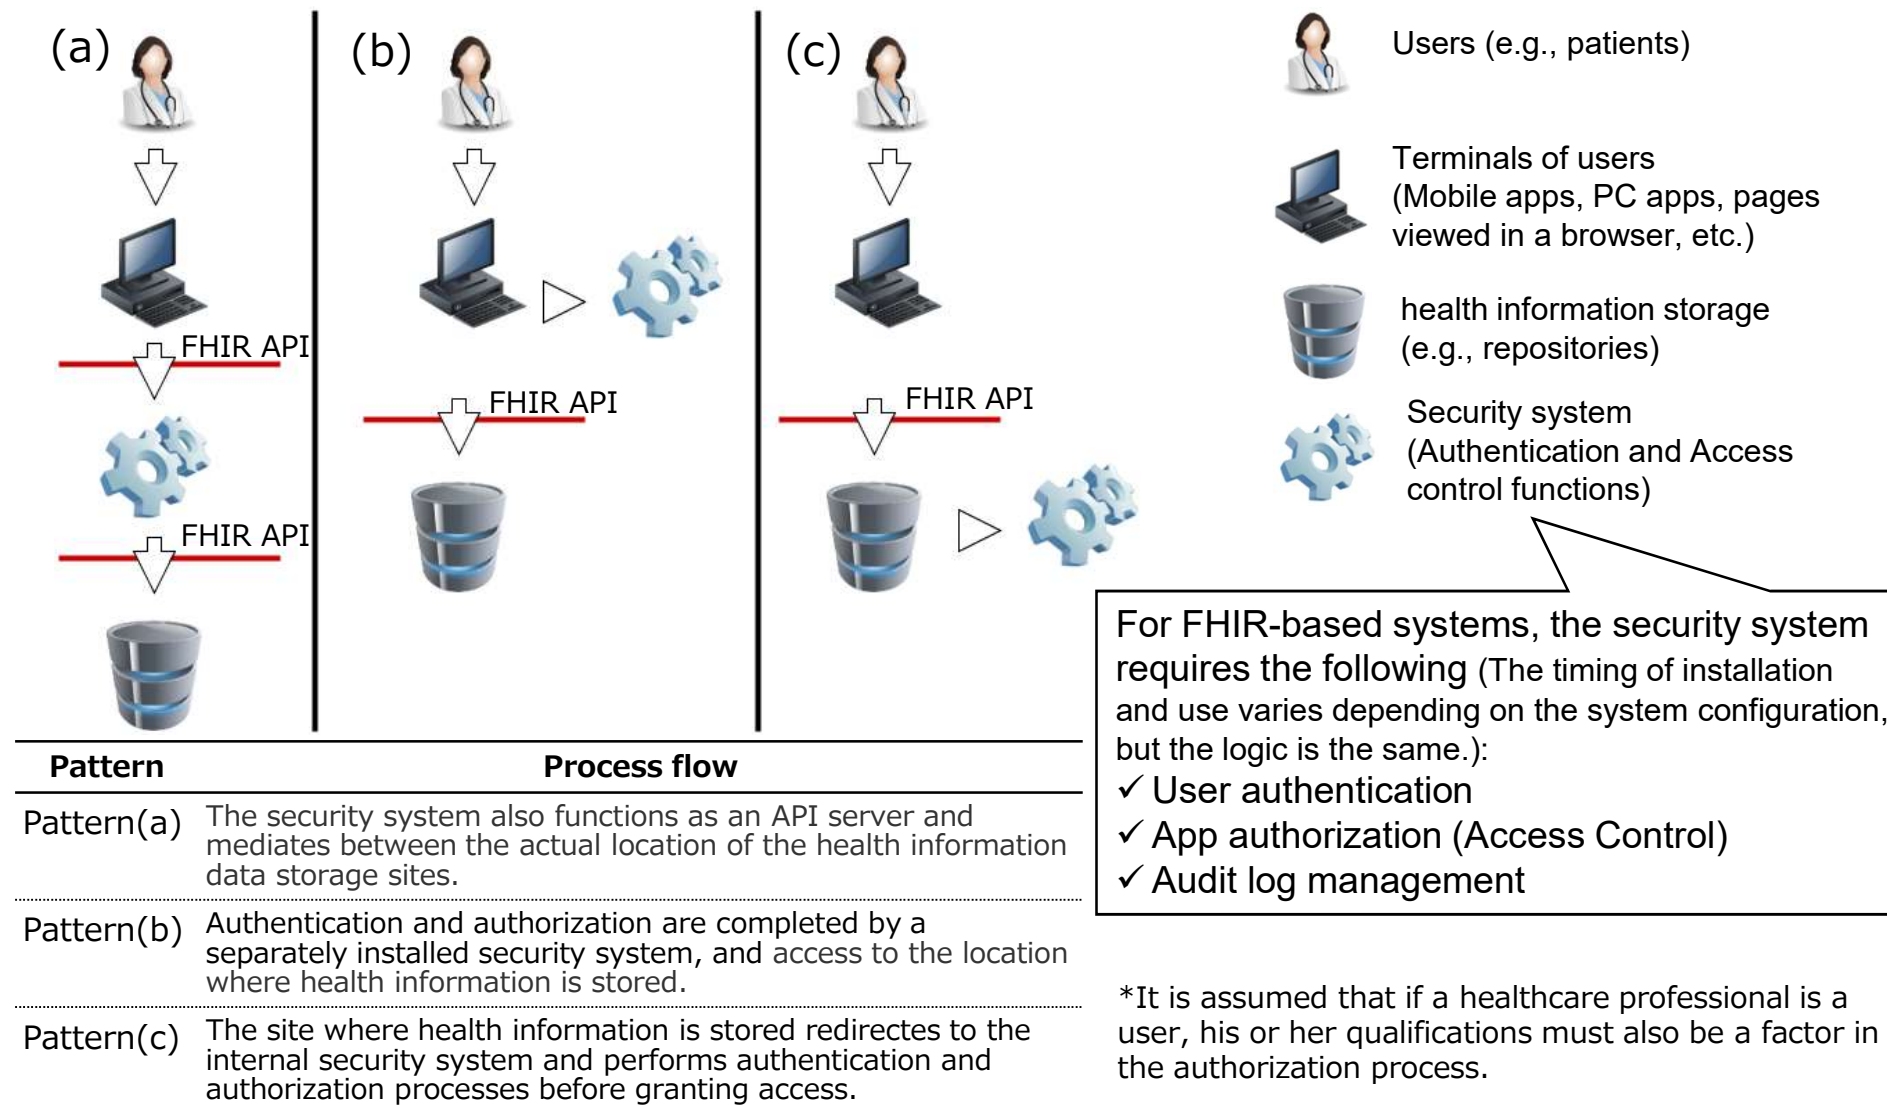 (a)
FHIR API
FHIR API
(b)
FHIR API
(c)
FHIR API
Users (e.g., patients)
Terminals of users
(Mobile apps, PC apps, pages
viewed in a browser, etc.)
health information storage
(e.g., repositories)
Security system
(Authentication and Access
control functions)
For FHIR-based systems, the security system
requires the following (The timing of installation
and use varies depending on the system configuration,
but the logic is the same.):
✓ User authentication
✓ App authorization (Access Control)
✓ Audit log management
Pattern Process flow
Pattern(a) The security system also functions as an API server and
mediates between the actual location of the health information
data storage sites.
Pattern(b) Authentication and authorization are completed by a
separately installed security system, and access to the location
where health information is stored.
Pattern(c) The site where health information is stored redirectes to the
internal security system and performs authentication and
authorization processes before granting access.
*It is assumed that if a healthcare professional is a
user, his or her qualifications must also be a factor in
the authorization process.